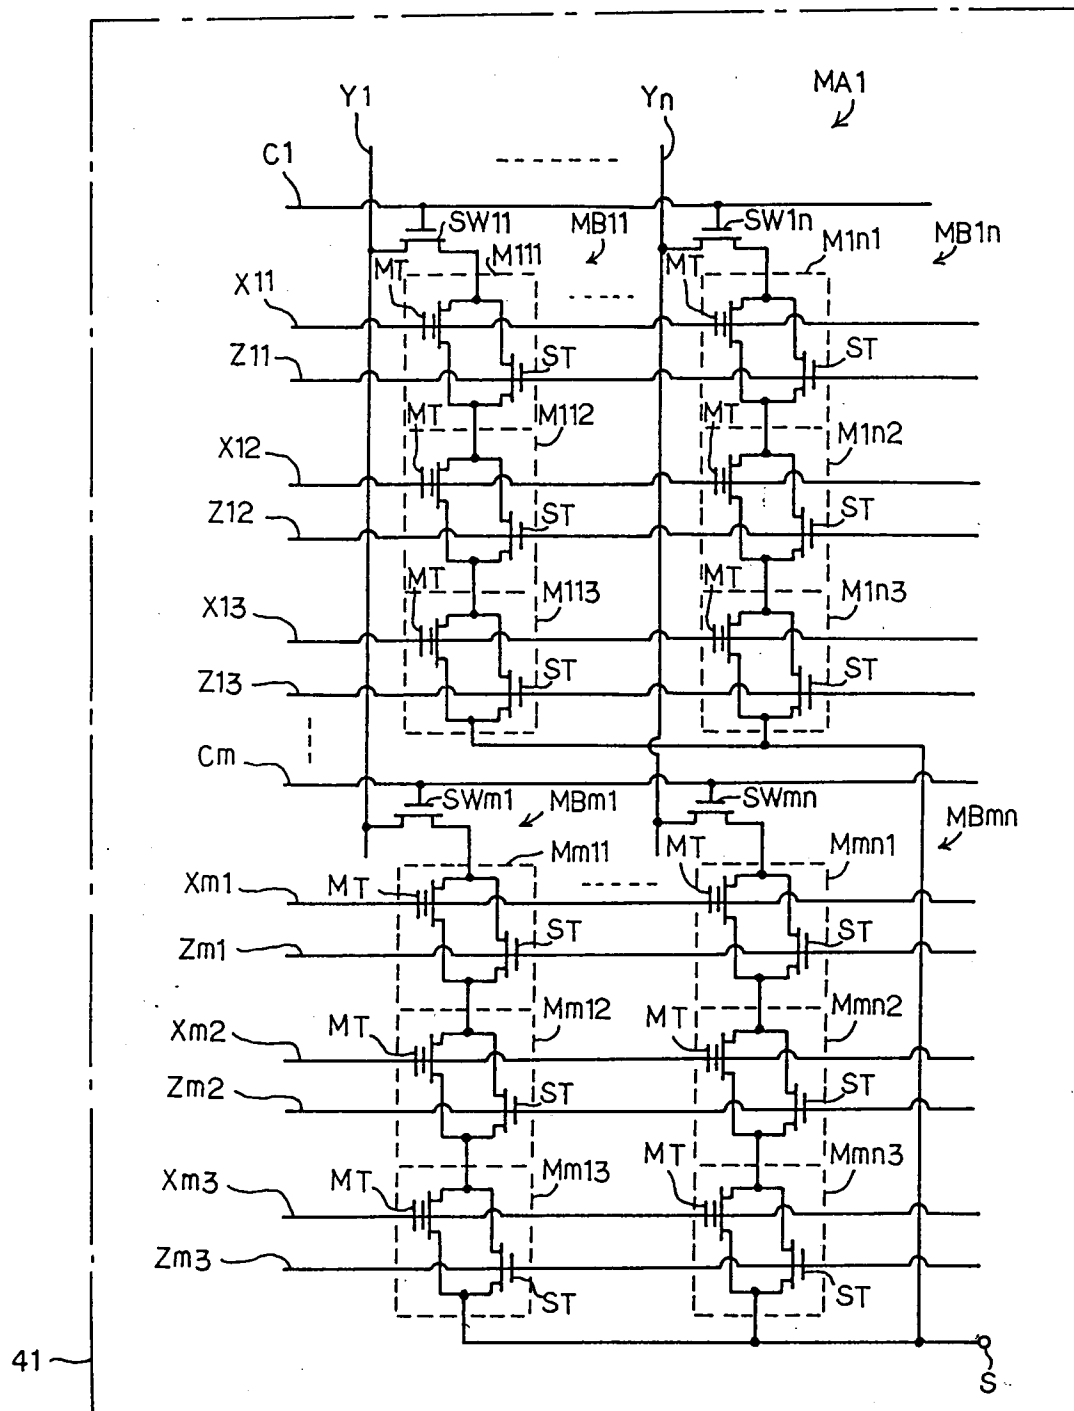 MA1
Y1 Yn
C1
SW11 MB11 SW1n MB1n
M111 M1n1
MT MT
X11
Z11 ST ST
MT M112 MT M1n2
X12
Z12 ST ST
MT M113 MT M1n3
X13
Z13 ST ST
Cm
SWm1 MBm1 SWmn MBmn
Mm11 Mmn1
Xm1 MT MT
Zm1 ST ST
Mm12 Mmn2
Xm2 MT MT
Zm2 ST ST
Mm13 Mmn3
Xm3 MT MT
Zm3 ST ST
41 S